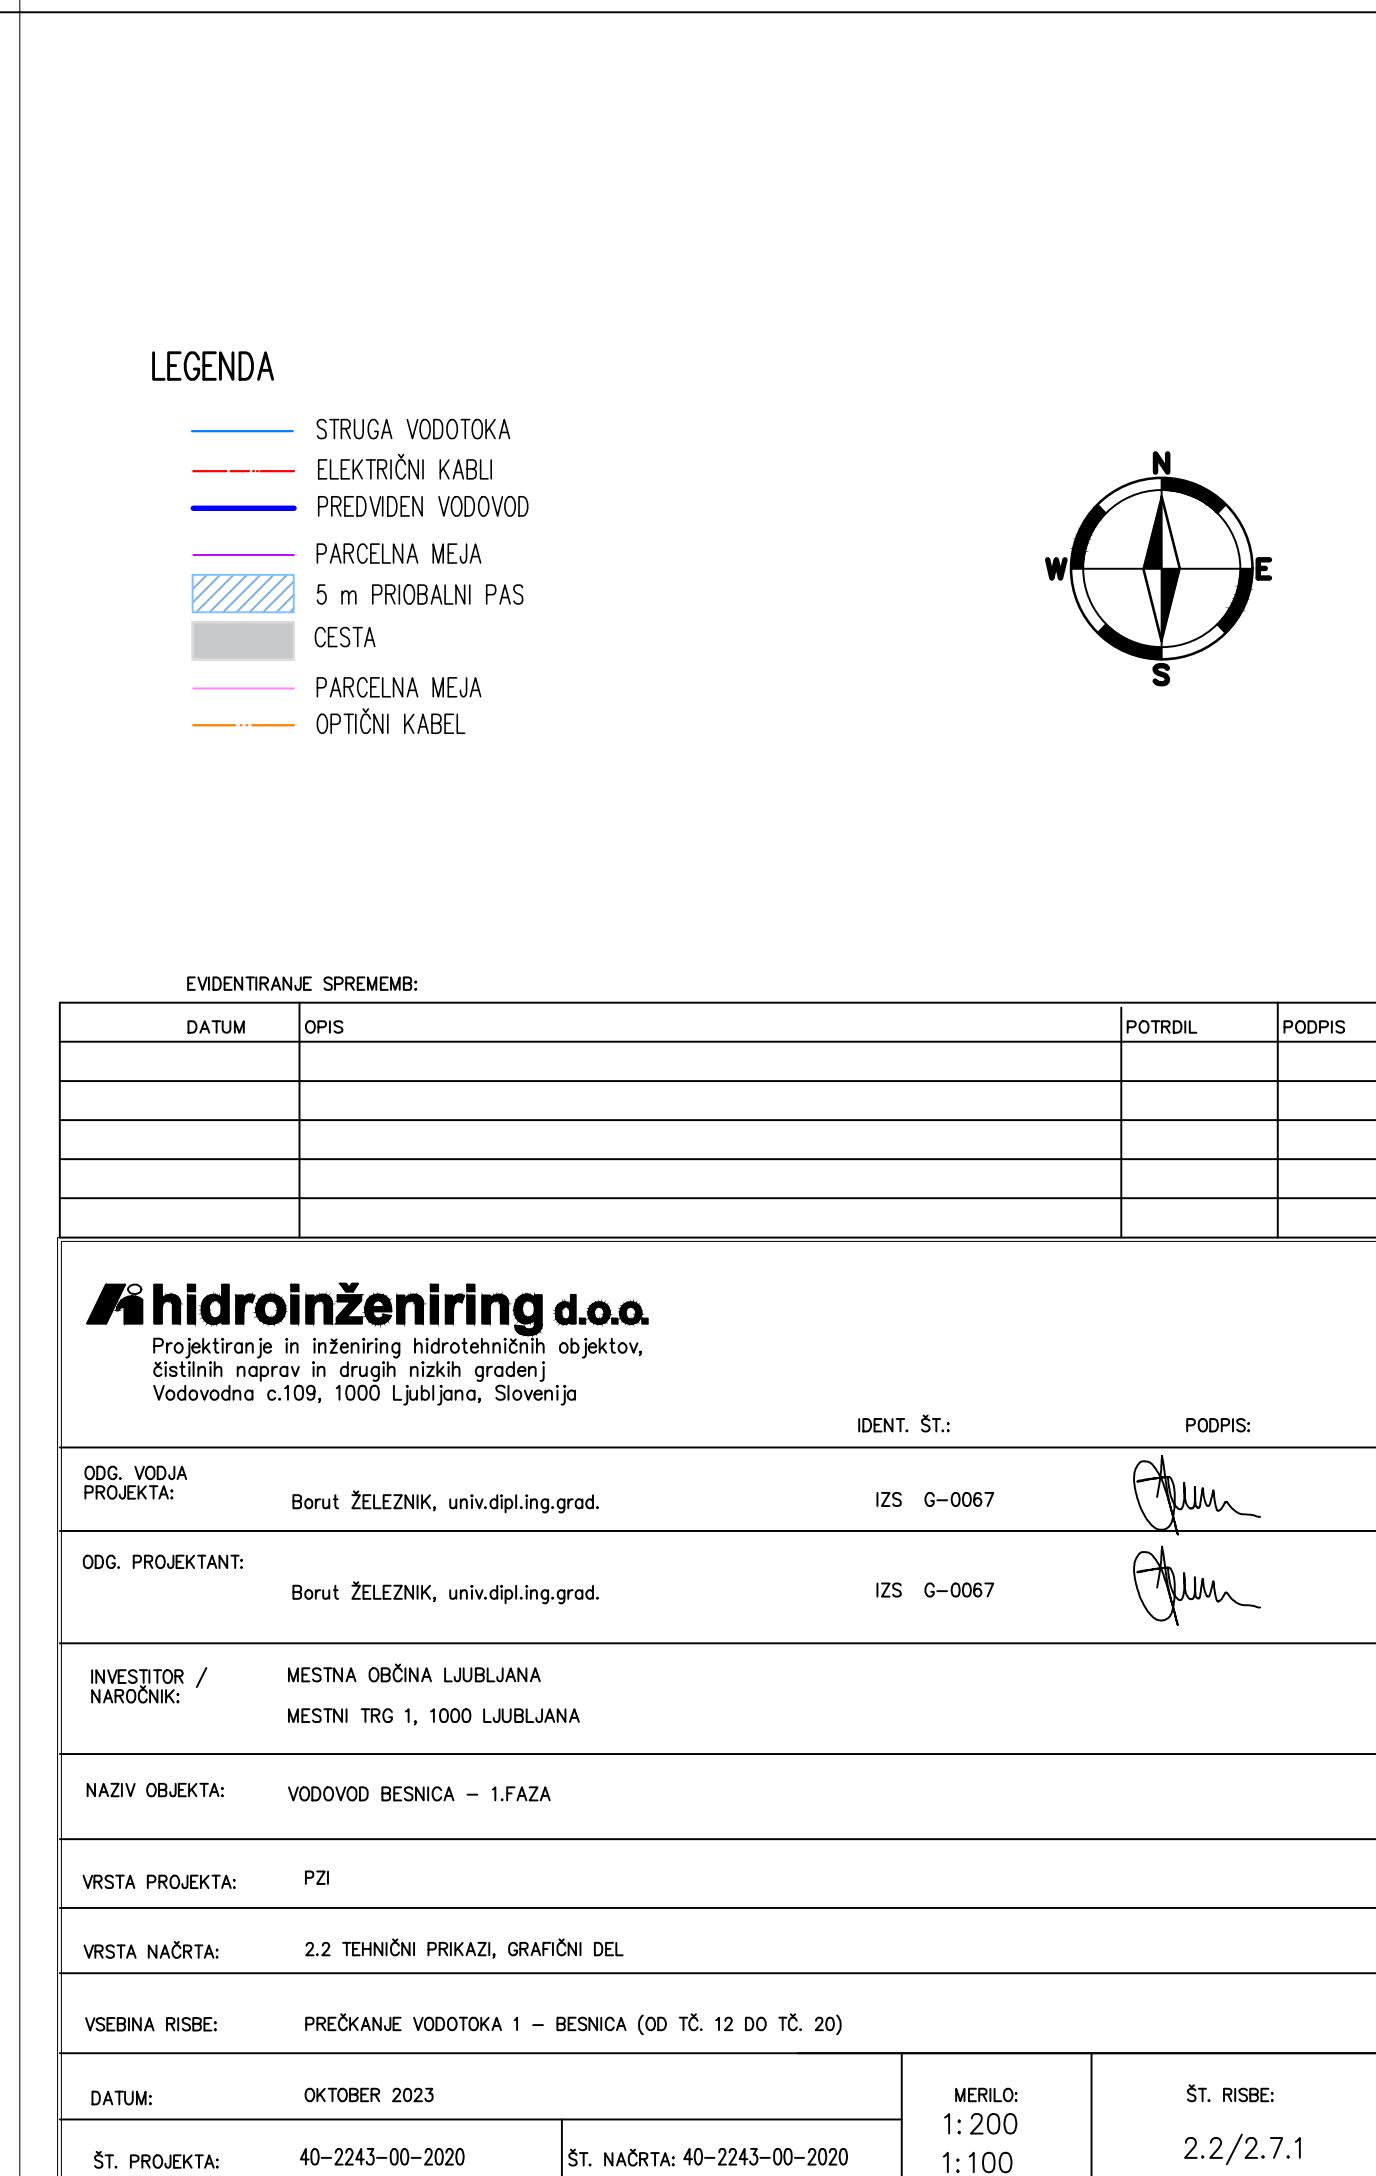 LEGENDA
STRUGA VODOTOKA
ELEKTRIČNI KABLI
PREDVIDEN VODOVOD
PARCELNA MEJA
5 m PRIOBALNI PAS
CESTA
PARCELNA MEJA
OPTIČNI KABEL
N
W E
S
EVIDENTIRANJE SPREMEMB:
DATUM OPIS POTRDIL PODPIS
hidroinženiring d.o.o.
Projektiranje in inženiring hidrotehničnih objektov,
čistilnih naprav in drugih nizkih gradenj
Vodovodna c.109, 1000 Ljubljana, Slovenija
IDENT. ŠT.: PODPIS:
ODG. VODJA
PROJEKTA:
Borut ŽELEZNIK, univ.dipl.ing.grad. IZS G-0067
ODG. PROJEKTANT:
Borut ŽELEZNIK, univ.dipl.ing.grad. IZS G-0067
INVESTITOR /
NAROČNIK:
MESTNA OBČINA LJUBLJANA
MESTNI TRG 1, 1000 LJUBLJANA
NAZIV OBJEKTA: VODOVOD BESNICA – 1.FAZA
VRSTA PROJEKTA: PZI
VRSTA NAČRTA: 2.2 TEHNIČNI PRIKAZI, GRAFIČNI DEL
VSEBINA RISBE: PREČKANJE VODOTOKA 1 – BESNICA (OD TČ. 12 DO TČ. 20)
DATUM: OKTOBER 2023
MERILO:
1:200
1:100
ŠT. RISBE:
2.2/2.7.1
ŠT. PROJEKTA: 40-2243-00-2020 ŠT. NAČRTA: 40-2243-00-2020